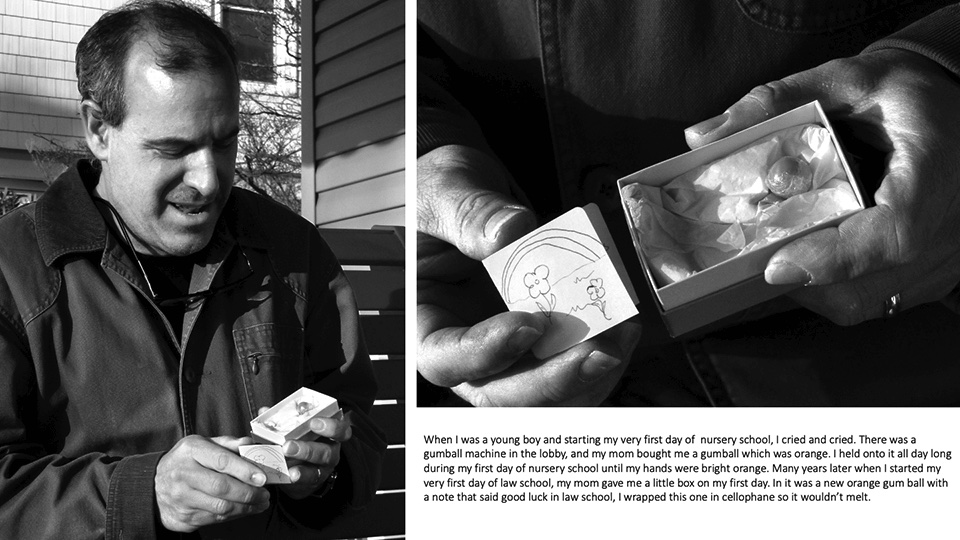 When I was a young boy and starting my very first day of  nursery school, I cried and cried. There was a
gumball machine in the lobby, and my mom bought me a gumball which was orange. I held onto it all day long
during my first day of nursery school until my hands were bright orange. Many years later when I started my
very first day of law school, my mom gave me a little box on my first day. In it was a new orange gum ball with
a note that said good luck in law school, I wrapped this one in cellophane so it wouldn’t melt.